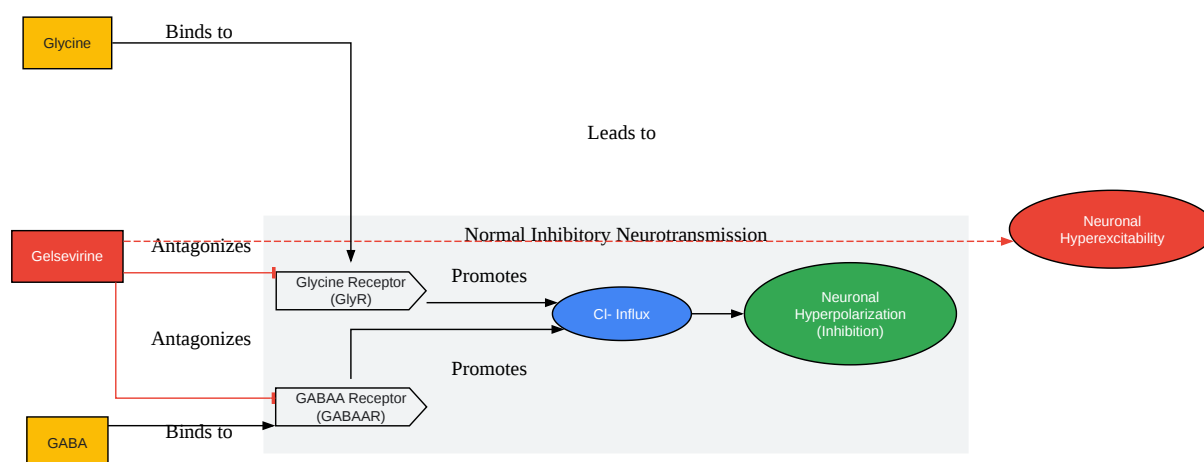 Glycine
Binds to
Leads to
Gelsevirine
Antagonizes
Normal Inhibitory Neurotransmission
Neuronal
Hyperexcitability
Glycine Receptor
(GlyR)
Promotes
Cl- Influx
Neuronal
Hyperpolarization
(Inhibition)
Antagonizes
Promotes
GABAA Receptor
(GABAAR)
GABA
Binds to